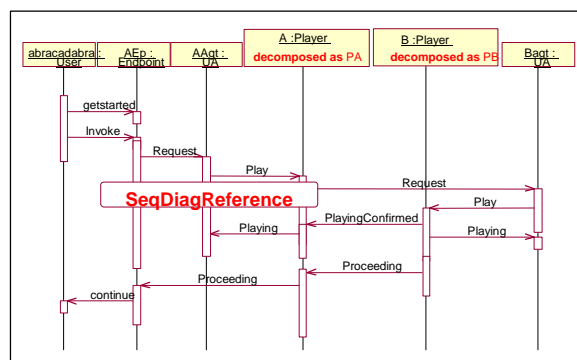 abracadabra :
User
AEp :
Endpoint
AAgt :
UA
A :Player
decomposed as PA
B :Player
decomposed as PB
Bagt :
UA
getstarted
Invoke
Request
Play
Request
SeqDiagReference
Play
PlayingConfirmed
Playing
Playing
Proceeding
Proceeding
continue